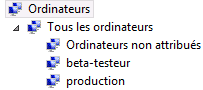 Ordinateurs
Tous les ordinateurs
Ordinateurs non attribués
beta-testeur
production